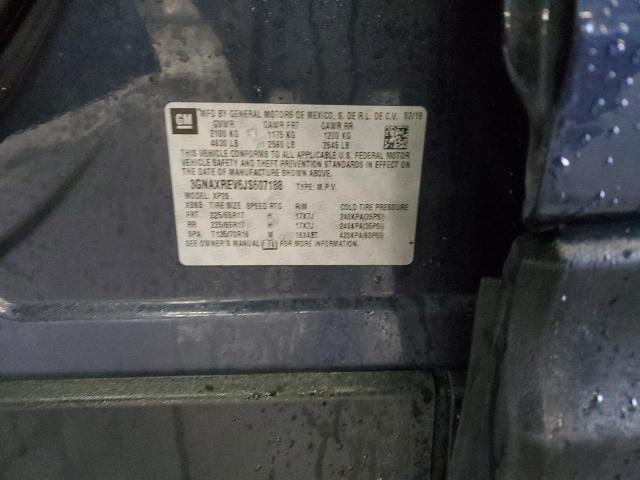 GM
MFD BY GENERAL MOTORS DE MEXICO, S. DE R.L. DE C.V. 02/18
GVWR GAWR FRT GAWR RR
2100 KG 1175 KG 1200 KG
4630 LB 2590 LB 2646 LB
THIS VEHICLE CONFORMS TO ALL APPLICABLE U.S. FEDERAL MOTOR
VEHICLE SAFETY AND THEFT PREVENTION STANDARDS IN EFFECT ON
THE DATE OF MANUFACTURE SHOWN ABOVE.
3GNAXREV5JS607188 TYPE: M.P.V.
MODEL: XP26
TIRE SIZE SPEED RTG RIM COLD TIRE PRESSURE
FRT 225/65R17 H 17X7J 240KPA(35PSI)
RR 225/65R17 H 17X7J 240KPA(35PSI)
SPA T135/70R16 M 16X4BT 420KPA(60PSI)
SEE OWNER'S MANUAL FOR MORE INFORMATION.